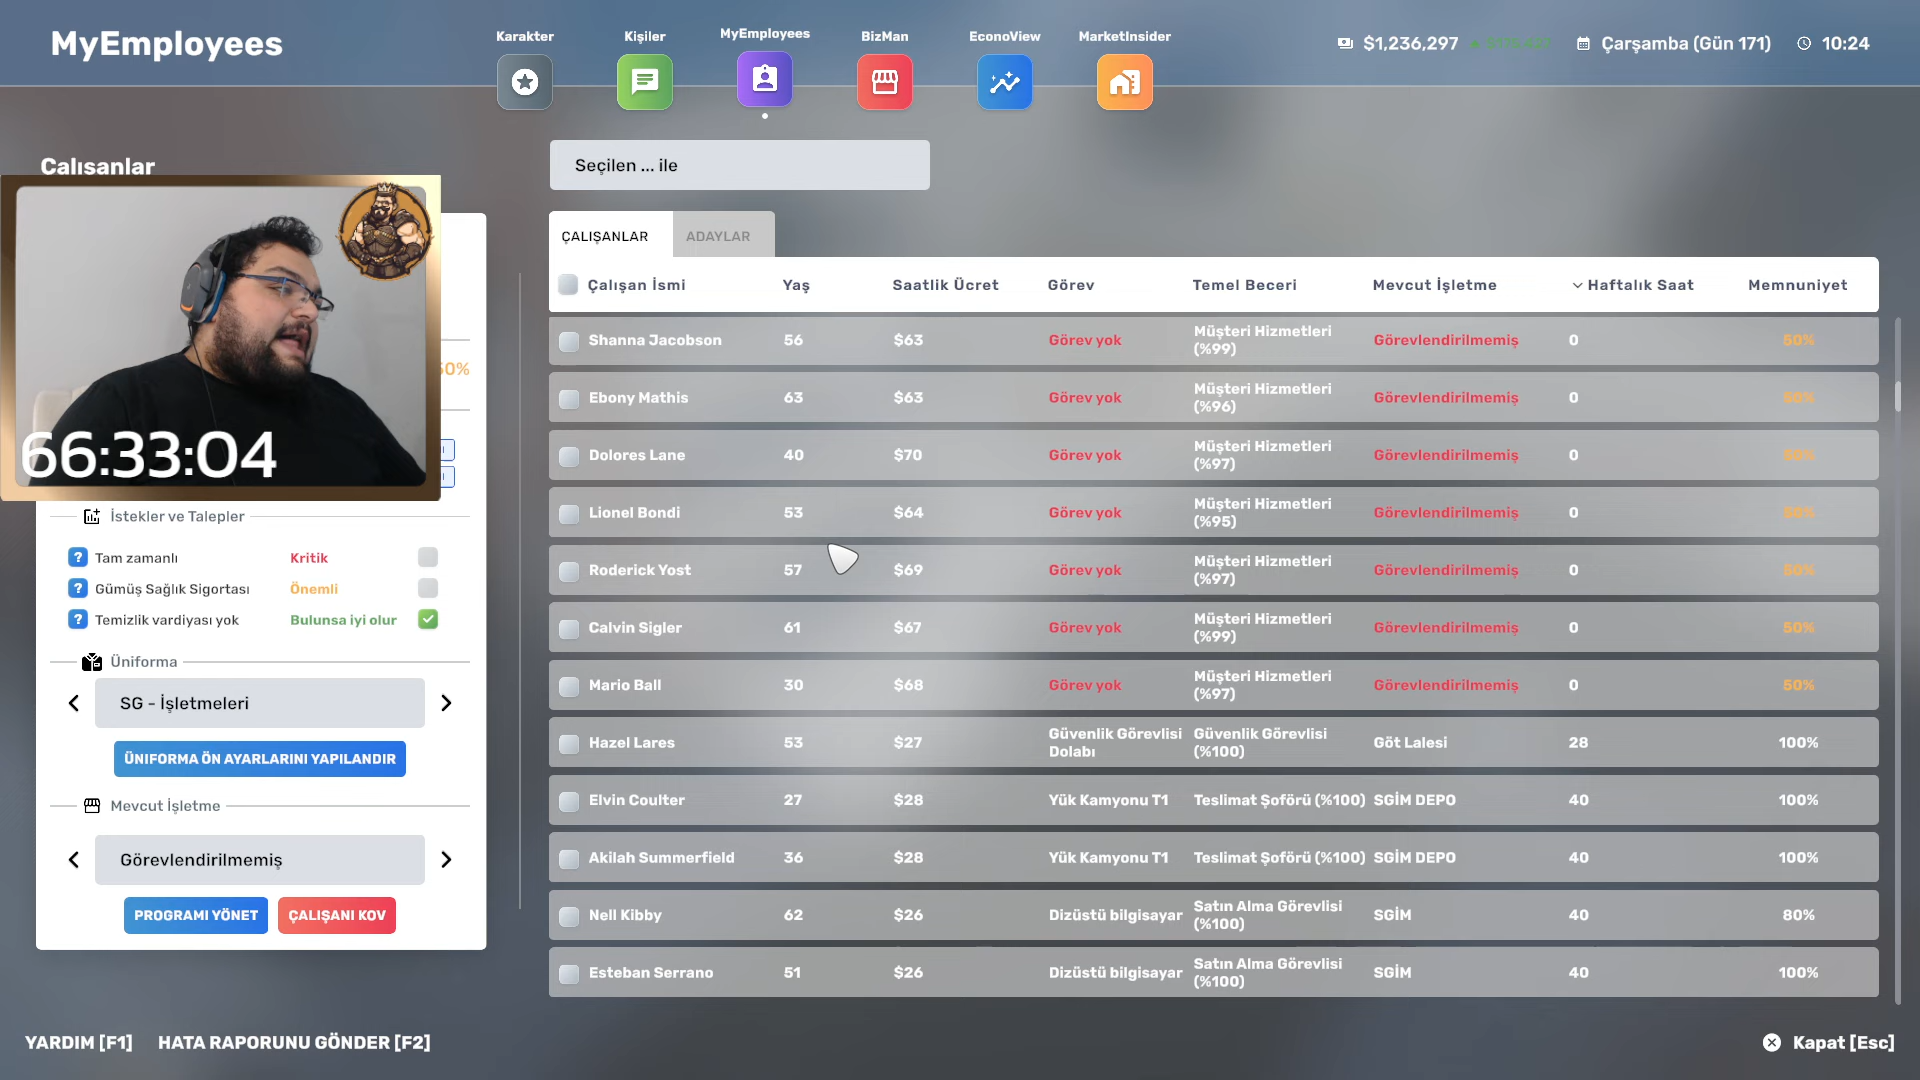 MyEmployees
Karakter
Kişiler
MyEmployees
BizMan
EconoView
MarketInsider
$1,236,297
Çarşamba (Gün 171)
10:24
Çalışanlar
Seçilen ... ile
ÇALIŞANLAR
ADAYLAR
Çalışan İsmi Yaş Saatlik Ücret Görev Temel Beceri Mevcut İşletme Haftalık Saat Memnuniyet
Shanna Jacobson 56 $63 Görev yok Müşteri Hizmetleri (%99) Görevlendirilmemiş 0 50%
Ebony Mathis 63 $63 Görev yok Müşteri Hizmetleri (%96) Görevlendirilmemiş 0 50%
Dolores Lane 40 $70 Görev yok Müşteri Hizmetleri (%97) Görevlendirilmemiş 0 50%
Lionel Bondi 53 $64 Görev yok Müşteri Hizmetleri (%95) Görevlendirilmemiş 0 50%
Roderick Yost 57 $69 Görev yok Müşteri Hizmetleri (%97) Görevlendirilmemiş 0 50%
Calvin Sigler 61 $67 Görev yok Müşteri Hizmetleri (%99) Görevlendirilmemiş 0 50%
Mario Ball 30 $68 Görev yok Müşteri Hizmetleri (%97) Görevlendirilmemiş 0 50%
Hazel Lares 53 $27 Güvenlik Görevlisi Dolabı Güvenlik Görevlisi (%100) Göt Lalesi 28 100%
Elvin Coulter 27 $28 Yük Kamyonu T1 Teslimat Şoförü (%100) SGİM DEPO 40 100%
Akilah Summerfield 36 $28 Yük Kamyonu T1 Teslimat Şoförü (%100) SGİM DEPO 40 100%
Nell Kibby 62 $26 Dizüstü bilgisayar Satın Alma Görevlisi (%100) SGİM 40 80%
Esteban Serrano 51 $26 Dizüstü bilgisayar Satın Alma Görevlisi (%100) SGİM 40 100%
66:33:04
İstekler ve Talepler
Tam zamanlı Kritik
Gümüş Sağlık Sigortası Önemli
Temizlik vardiyası yok Bulunsa iyi olur
Üniforma
SG - İşletmeleri
ÜNIFORMA ÖN AYARLARINI YAPILANDIR
Mevcut İşletme
Görevlendirilmemiş
PROGRAMI YÖNET
ÇALIŞANI KOV
YARDIM [F1]
HATA RAPORUNU GÖNDER [F2]
Kapat [Esc]